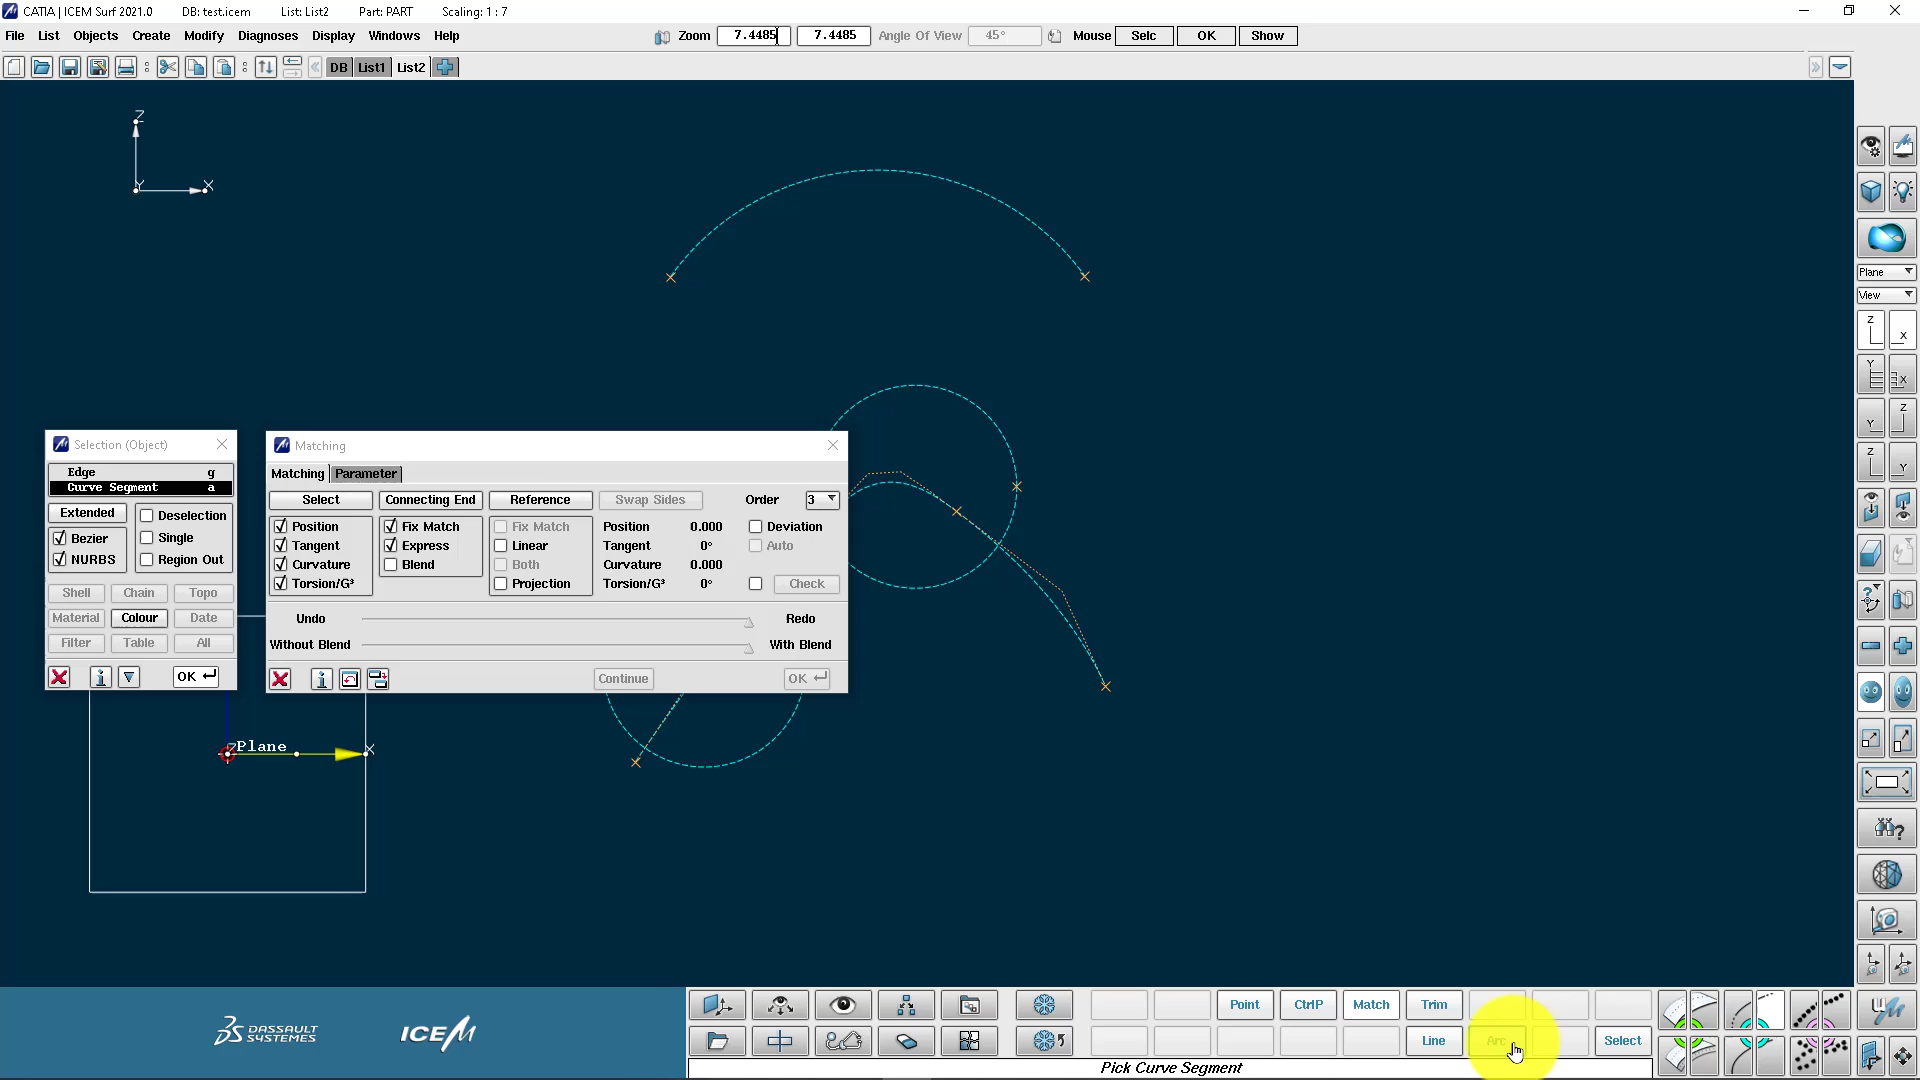 CATIA | ICEM Surf 2021.0 DB: test.icem List: List2 Part: PART Scaling: 1 : 7
File List Objects Create Modify Diagnoses Display Windows Help Zoom 7.4485 7.4485 Angle Of View 45° Mouse Selc OK Show
DB List1 List2
Z
Y X
Plane
View
Z
X
Y
X
Y
Z
Z
Y
Selection (Object)
Edge g
Curve Segment a
Extended Deselection
Bezier Single
NURBS Region Out
Shell Chain Topo
Material Colour Date
Filter Table All
OK
Matching
Matching Parameter
Select Connecting End Reference Swap Sides Order 3
Position Fix Match Fix Match Position 0.000 Deviation
Tangent Express Linear Tangent 0° Auto
Curvature Blend Both Curvature 0.000
Torsion/G³ Projection Torsion/G³ 0° Check
Undo Redo
Without Blend With Blend
Continue OK
Plane X
DASSAULT SYSTEMES ICEM
Point CtrlP Match Trim
Line Arc Select
Pick Curve Segment